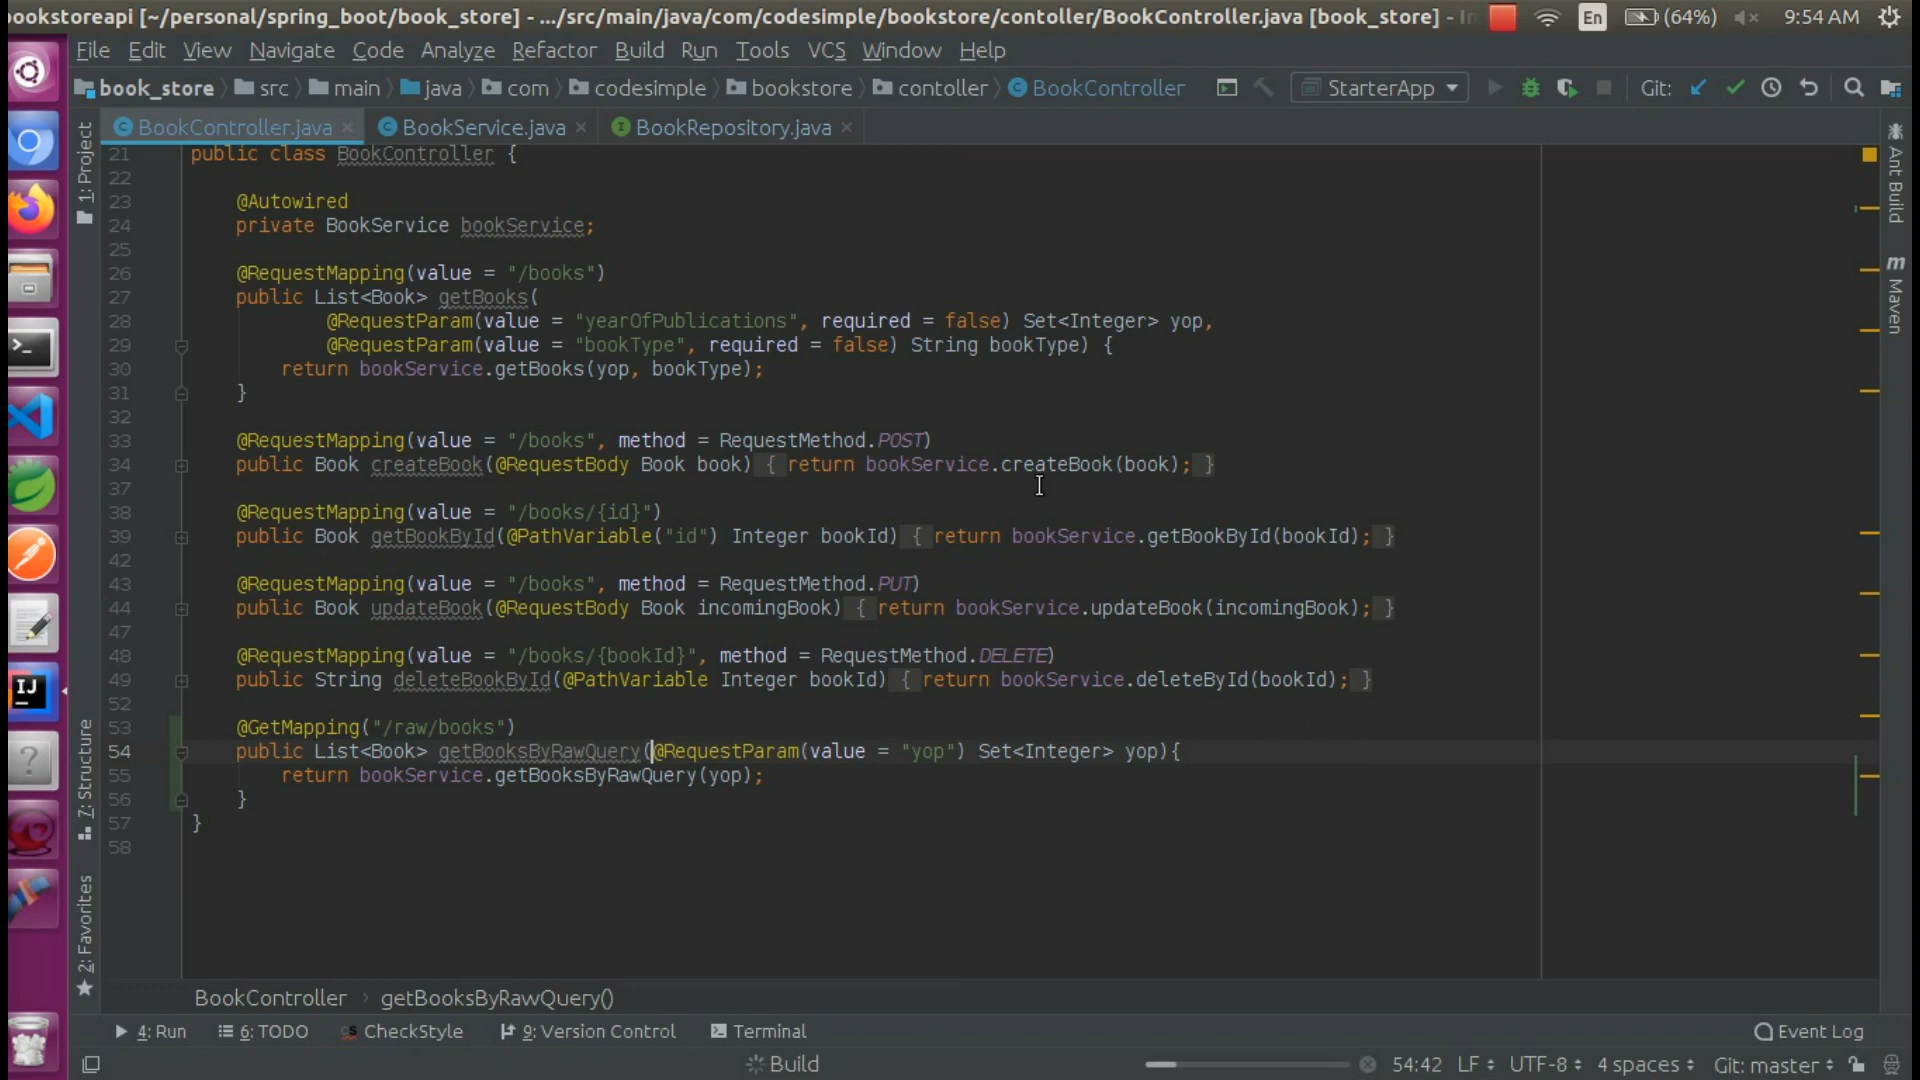 ookstoreapi [~/personal/spring_boot/book_store] - .../src/main/java/com/codesimple/bookstore/contoller/BookController.java [book_store] - In
En (64%) 9:54 AM
File Edit View Navigate Code Analyze Refactor Build Run Tools VCS Window Help
book_store src main java com codesimple bookstore contoller BookController StarterApp Git:
BookController.java BookService.java BookRepository.java
21 public class BookController {
22
23 @Autowired
24 private BookService bookService;
25
26 @RequestMapping(value = "/books")
27 public List<Book> getBooks(
28 @RequestParam(value = "yearOfPublications", required = false) Set<Integer> yop,
29 @RequestParam(value = "bookType", required = false) String bookType) {
30 return bookService.getBooks(yop, bookType);
31 }
32
33 @RequestMapping(value = "/books", method = RequestMethod.POST)
34 public Book createBook(@RequestBody Book book) { return bookService.createBook(book); }
37
38 @RequestMapping(value = "/books/{id}")
39 public Book getBookById(@PathVariable("id") Integer bookId) { return bookService.getBookById(bookId); }
42
43 @RequestMapping(value = "/books", method = RequestMethod.PUT)
44 public Book updateBook(@RequestBody Book incomingBook) { return bookService.updateBook(incomingBook); }
47
48 @RequestMapping(value = "/books/{bookId}", method = RequestMethod.DELETE)
49 public String deleteBookById(@PathVariable Integer bookId) { return bookService.deleteById(bookId); }
52
53 @GetMapping("/raw/books")
54 public List<Book> getBooksByRawQuery(@RequestParam(value = "yop") Set<Integer> yop){
55 return bookService.getBooksByRawQuery(yop);
56 }
57 }
58
1: Project
7: Structure
2: Favorites
Ant Build
m Maven
IJ
BookController getBooksByRawQuery()
4: Run 6: TODO CheckStyle 9: Version Control Terminal Event Log
Build 54:42 LF UTF-8 4 spaces Git: master